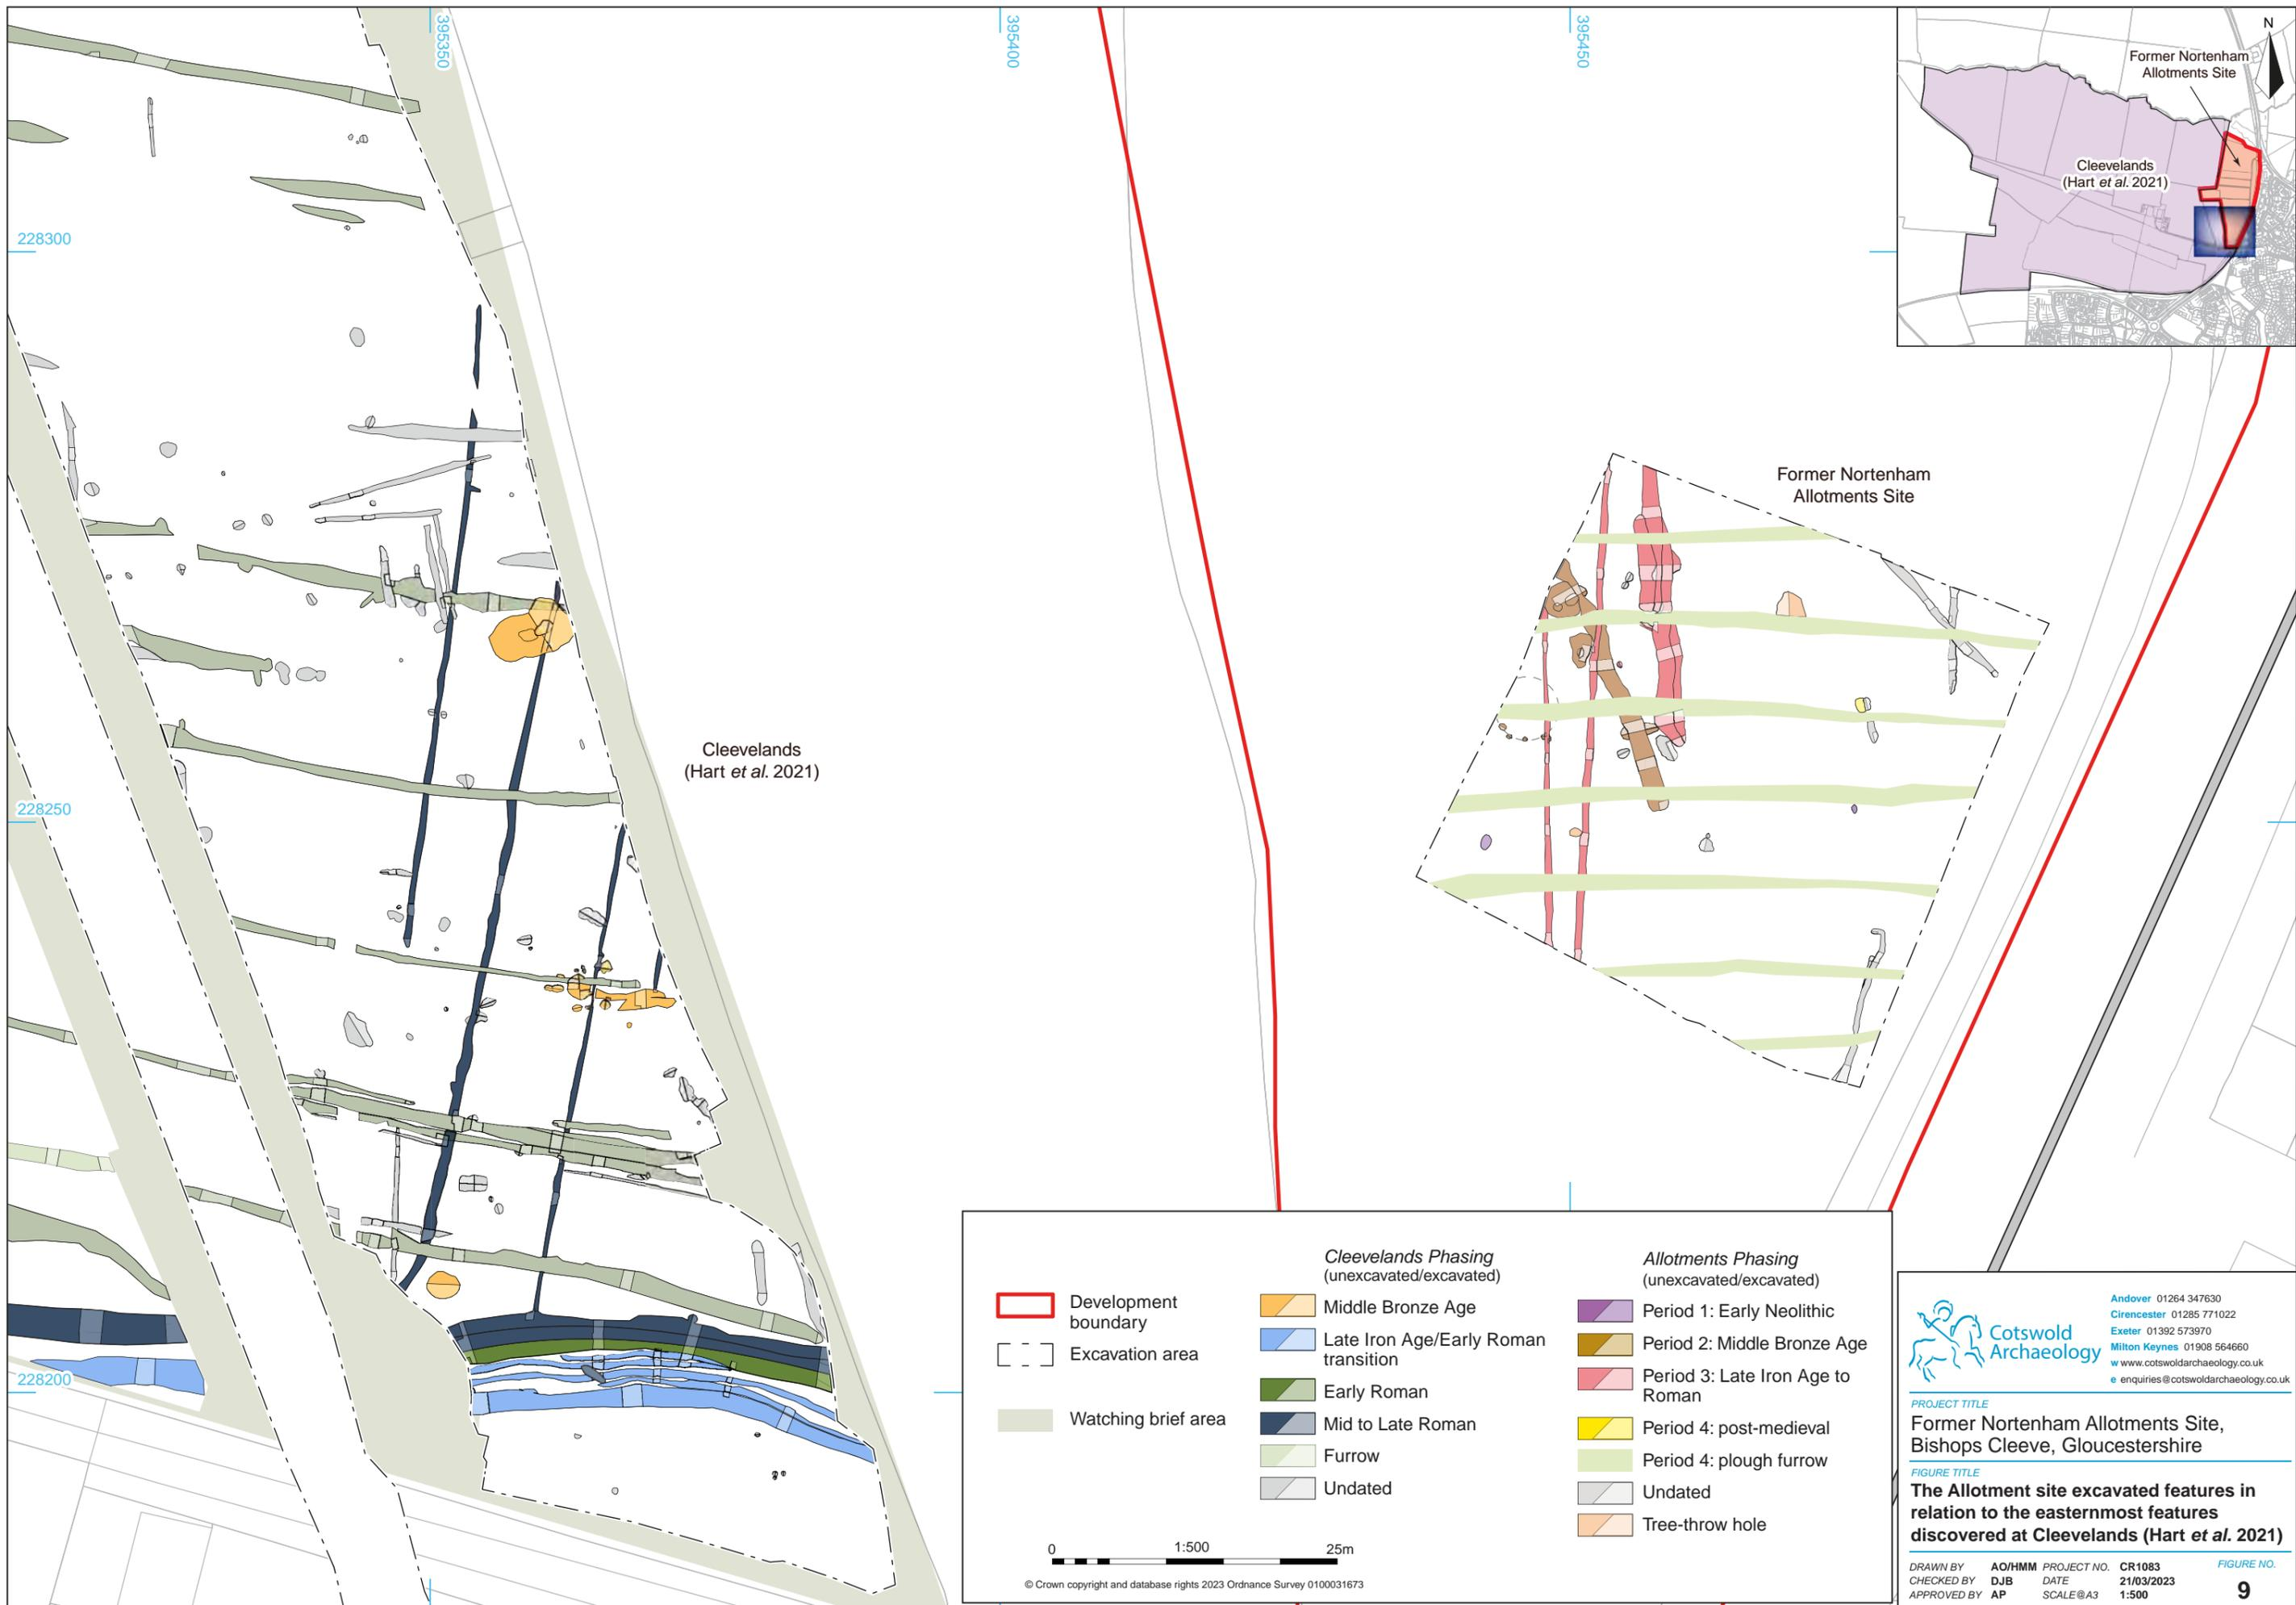 395350
395400
395450
N
Former Nortenham
Allotments Site
Cleevelands
(Hart et al. 2021)
228300
Former Nortenham
Allotments Site
Cleevelands
(Hart et al. 2021)
228250
228200
Development
boundary
Excavation area
Watching brief area
Cleevelands Phasing
(unexcavated/excavated)
Middle Bronze Age
Late Iron Age/Early Roman
transition
Early Roman
Mid to Late Roman
Furrow
Undated
Allotments Phasing
(unexcavated/excavated)
Period 1: Early Neolithic
Period 2: Middle Bronze Age
Period 3: Late Iron Age to
Roman
Period 4: post-medieval
Period 4: plough furrow
Undated
Tree-throw hole
0 1:500 25m
© Crown copyright and database rights 2023 Ordnance Survey 0100031673
Cotswold
Archaeology
Andover 01264 347630
Cirencester 01285 771022
Exeter 01392 573970
Milton Keynes 01908 564660
w www.cotswoldarchaeology.co.uk
e enquiries@cotswoldarchaeology.co.uk
PROJECT TITLE
Former Nortenham Allotments Site,
Bishops Cleeve, Gloucestershire
FIGURE TITLE
The Allotment site excavated features in
relation to the easternmost features
discovered at Cleevelands (Hart et al. 2021)
DRAWN BY AO/HMM PROJECT NO. CR1083 FIGURE NO.
CHECKED BY DJB DATE 21/03/2023
APPROVED BY AP SCALE@A3 1:500 9